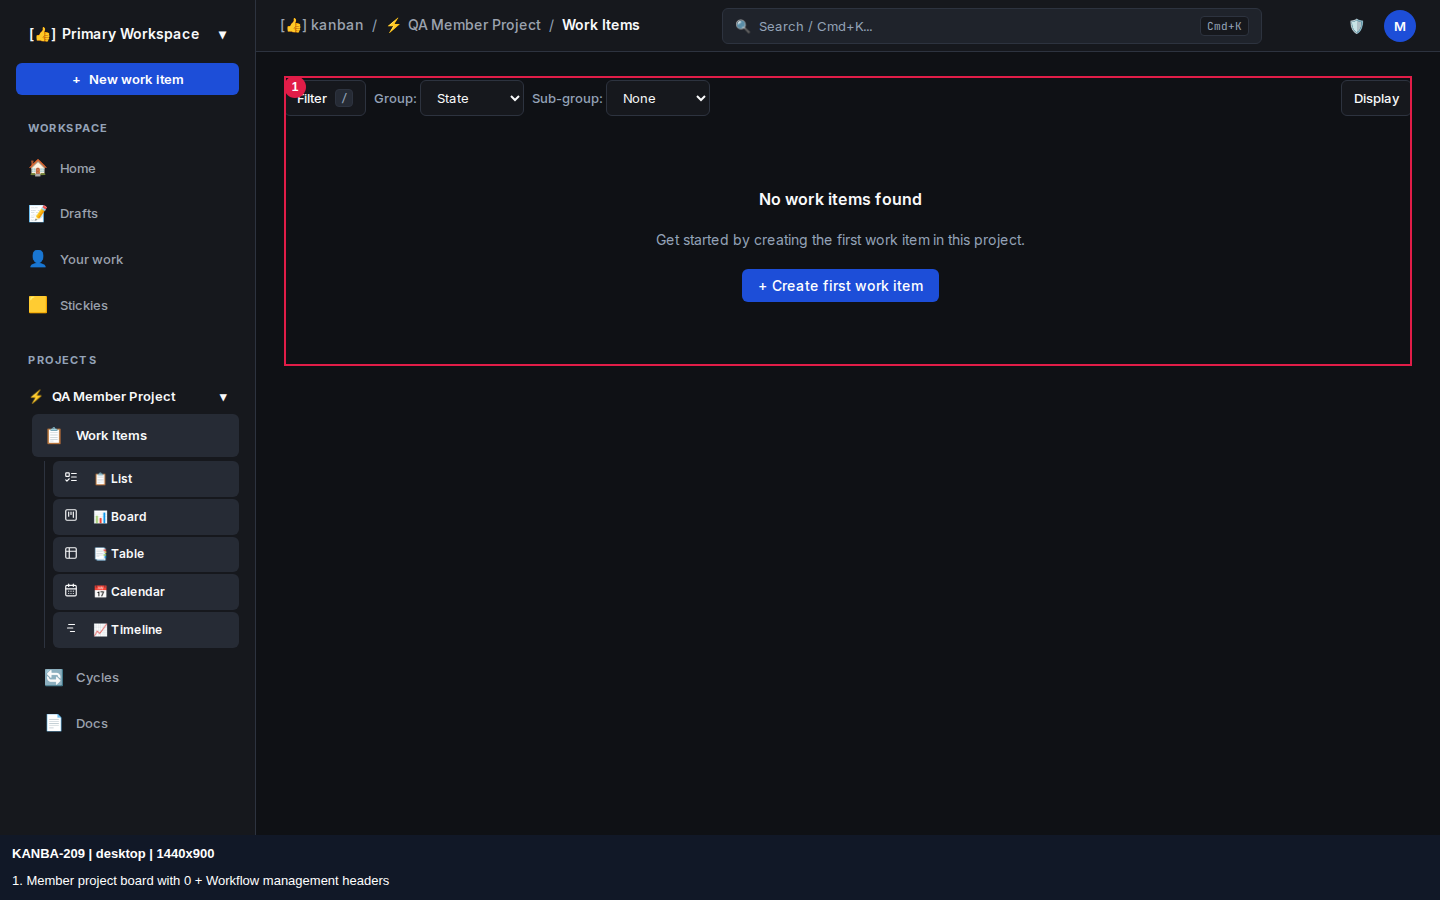 [👍] Primary Workspace ▼
+ New work item
WORKSPACE
🏠 Home
📝 Drafts
👤 Your work
🟨 Stickies
PROJECTS
⚡ QA Member Project ▼
📋 Work Items
📋 List
📊 Board
📑 Table
📅 Calendar
📈 Timeline
🔄 Cycles
📄 Docs
[👍] kanban / ⚡ QA Member Project / Work Items
🔍 Search / Cmd+K... Cmd+K
M
1
Filter / Group: State Sub-group: None Display
No work items found
Get started by creating the first work item in this project.
+ Create first work item
KANBA-209 | desktop | 1440x900
1. Member project board with 0 + Workflow management headers